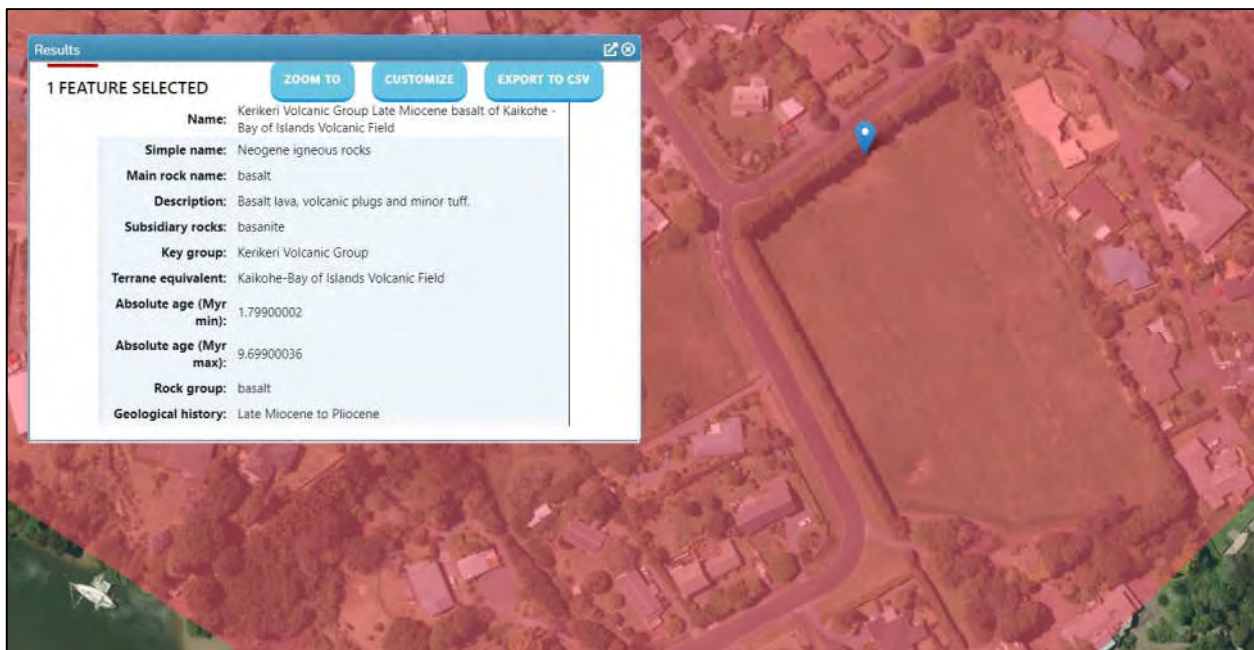 Results
1 FEATURE SELECTED
ZOOM TO
CUSTOMIZE
EXPORT TO CSV
Name: Kerikeri Volcanic Group Late Miocene basalt of Kaikohe -
Bay of Islands Volcanic Field
Simple name: Neogene igneous rocks
Main rock name: basalt
Description: Basalt lava, volcanic plugs and minor tuff.
Subsidiary rocks: basanite
Key group: Kerikeri Volcanic Group
Terrane equivalent: Kaikohe-Bay of Islands Volcanic Field
Absolute age (Myr
min): 1.79900002
Absolute age (Myr
max): 9.69900036
Rock group: basalt
Geological history: Late Miocene to Pliocene